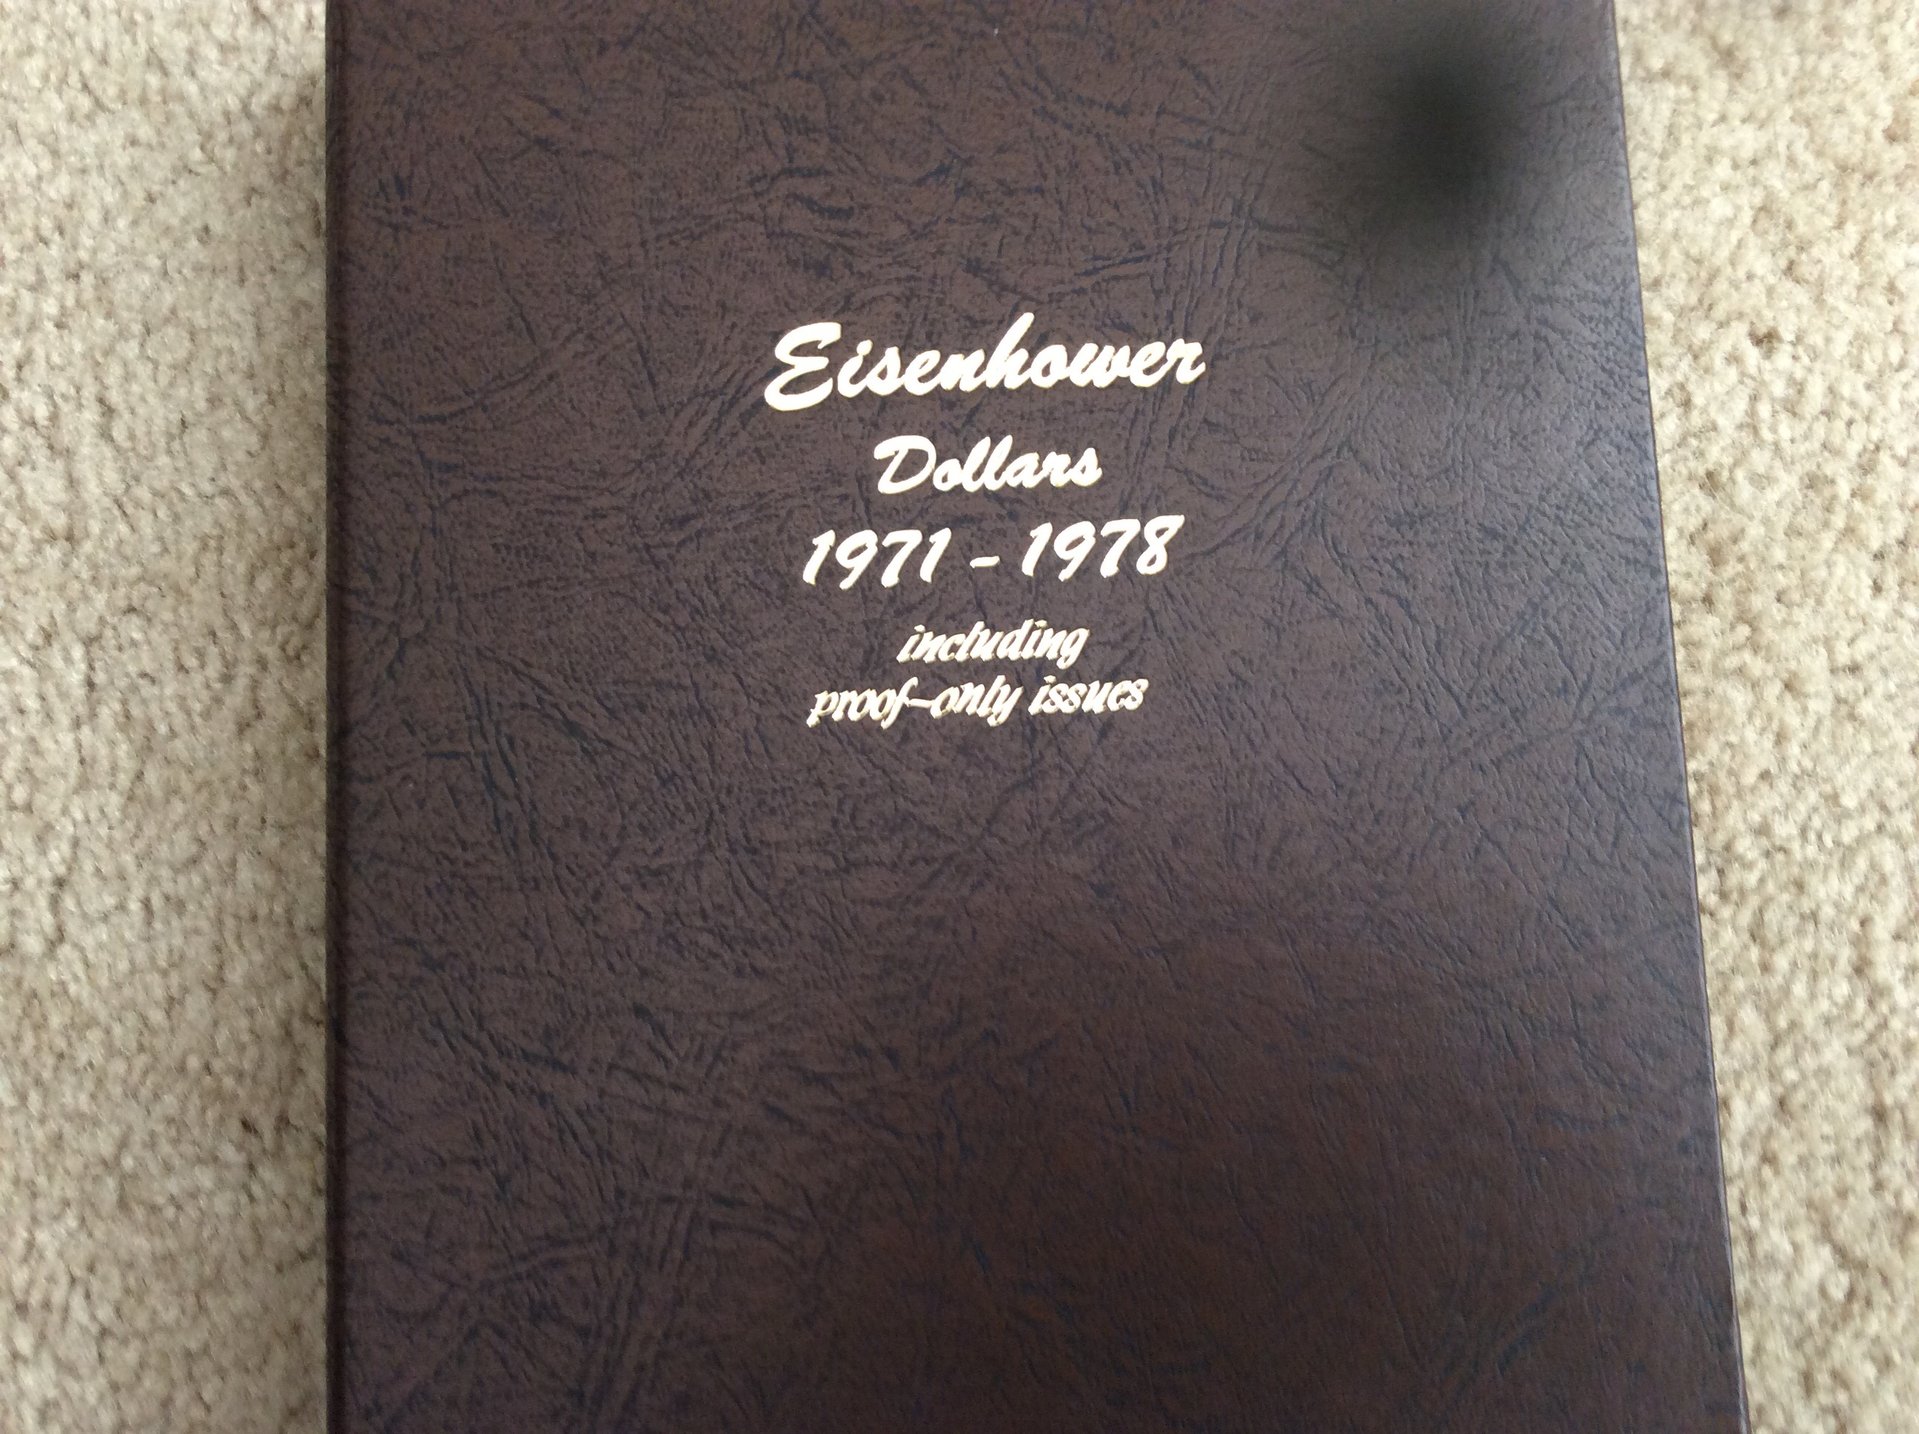 Eisenhower
Dollars
1971 - 1978
including
proof-only issues